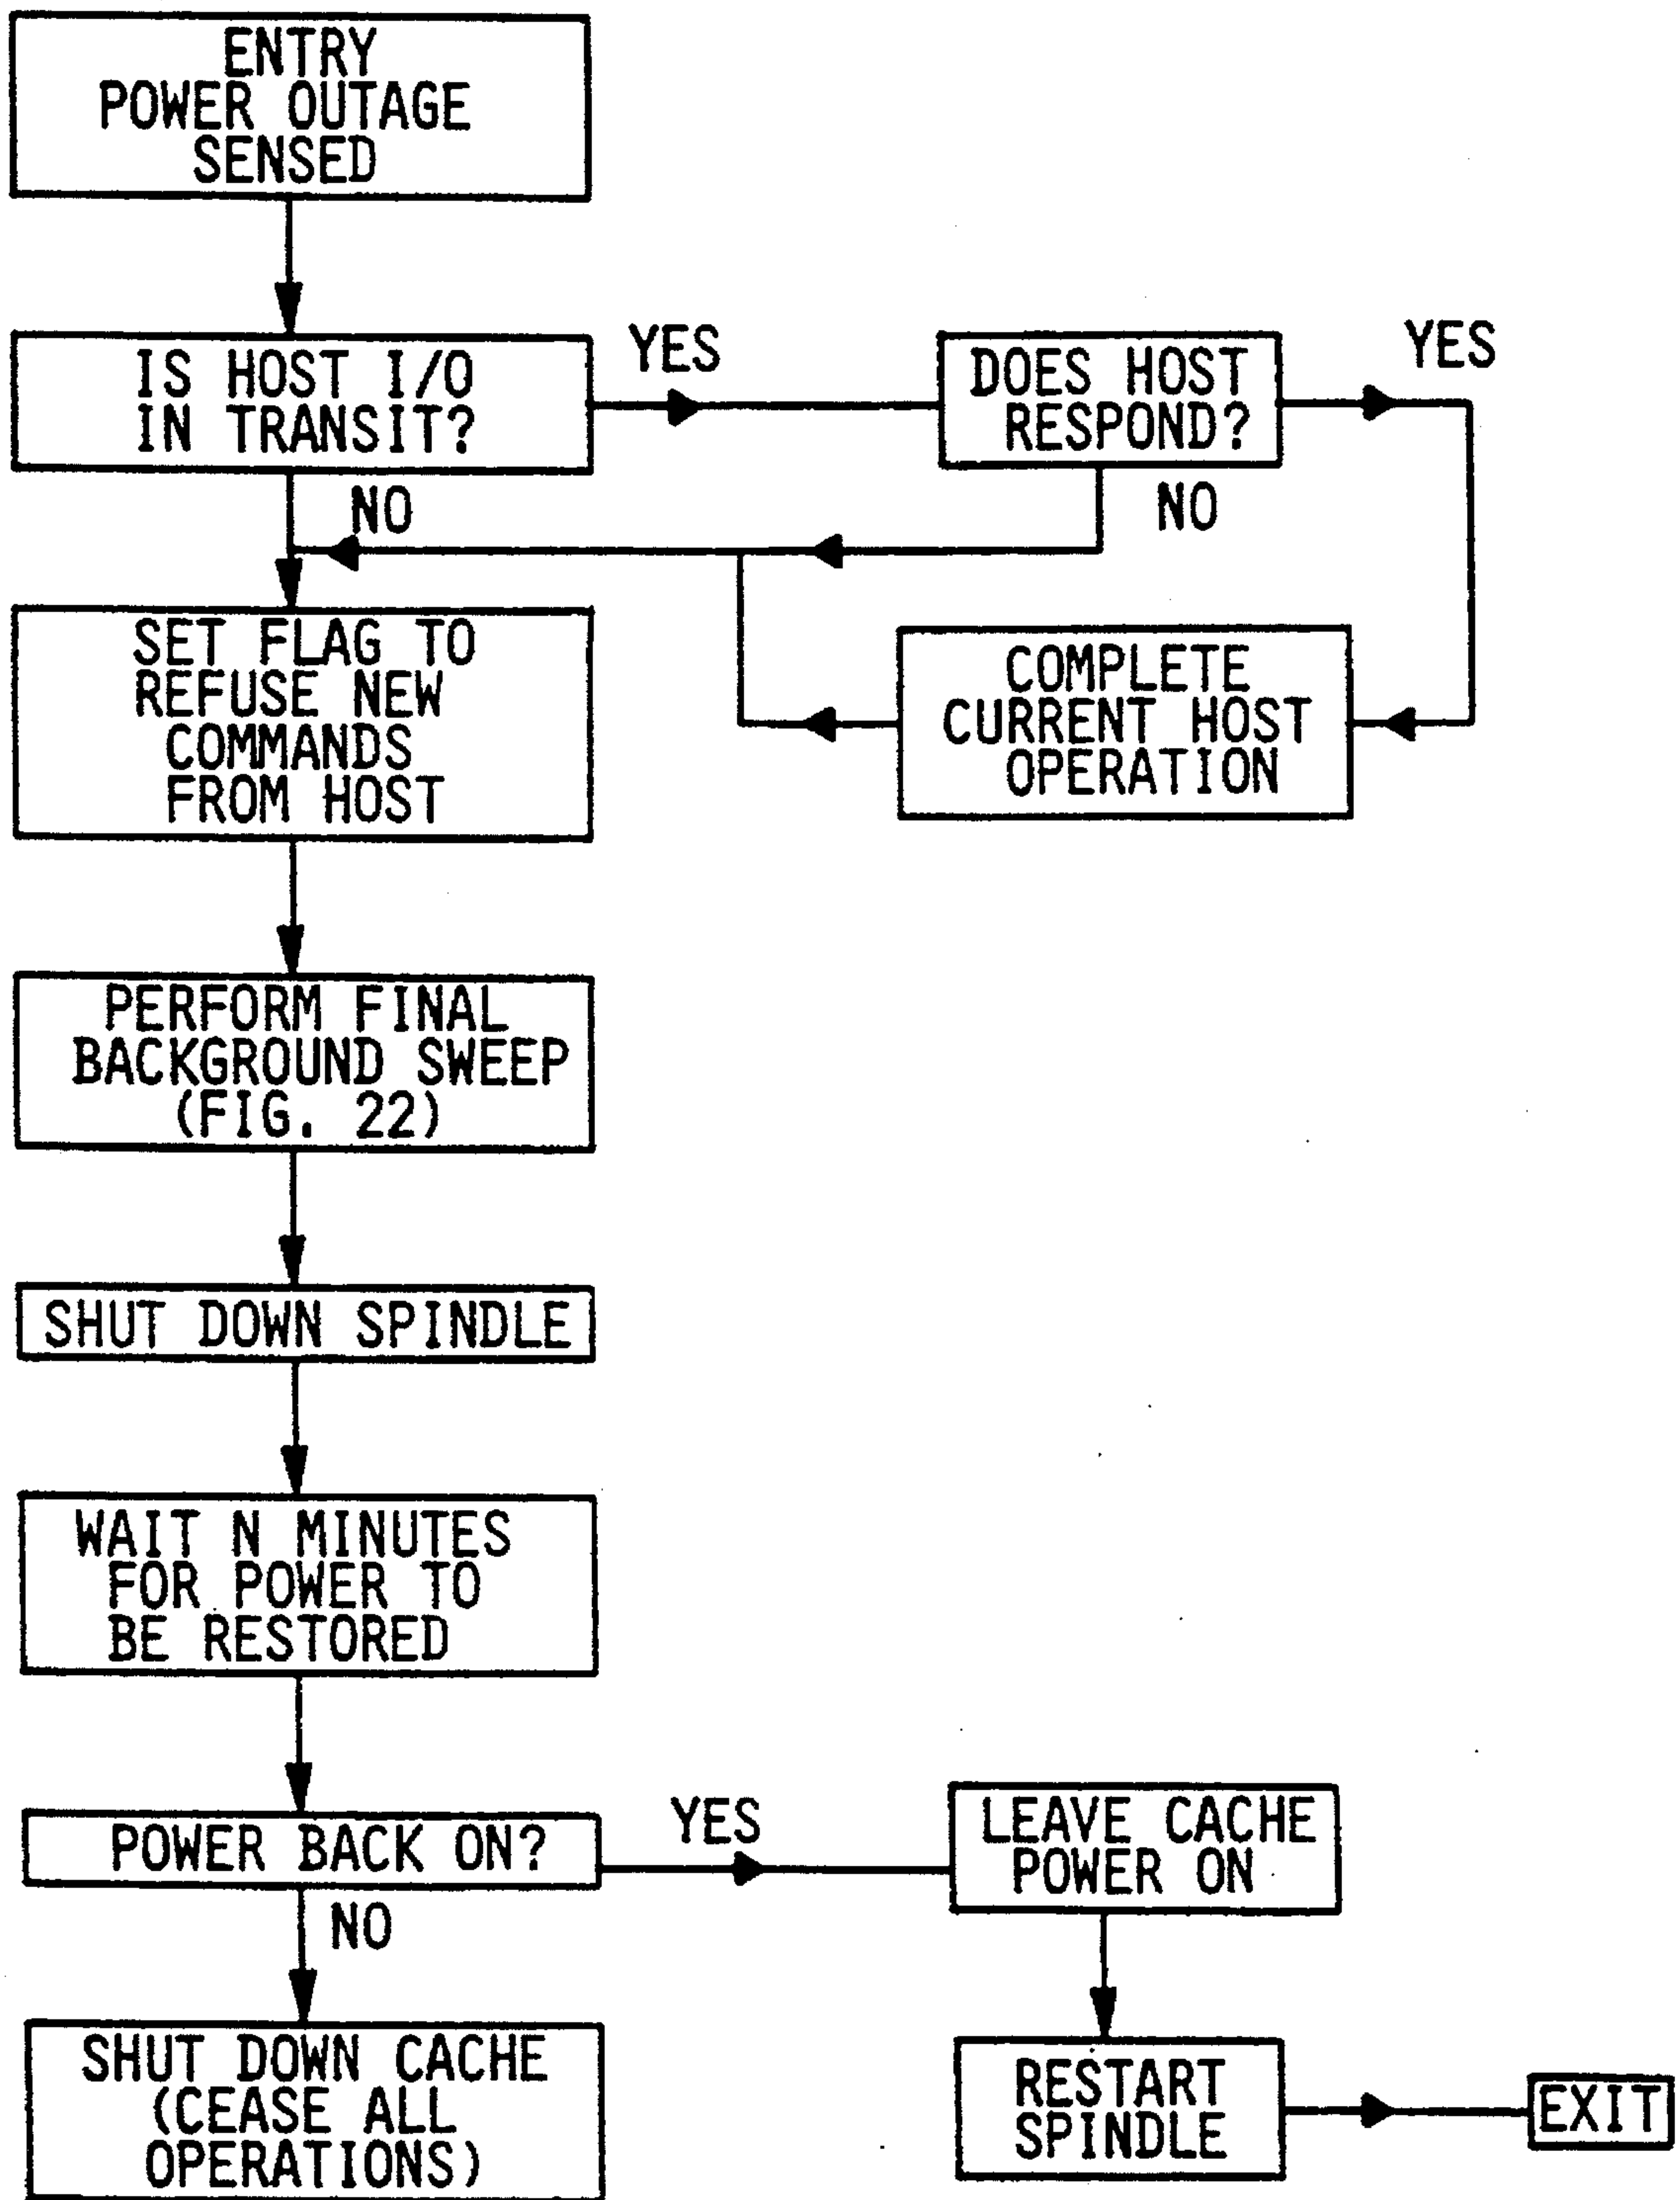 ENTRY
POWER OUTAGE
SENSED
IS HOST I/O
IN TRANSIT?
YES
DOES HOST
RESPOND?
YES
NO
NO
SET FLAG TO
REFUSE NEW
COMMANDS
FROM HOST
COMPLETE
CURRENT HOST
OPERATION
PERFORM FINAL
BACKGROUND SWEEP
(FIG. 22)
SHUT DOWN SPINDLE
WAIT N MINUTES
FOR POWER TO
BE RESTORED
POWER BACK ON?
YES
LEAVE CACHE
POWER ON
NO
SHUT DOWN CACHE
(CEASE ALL
OPERATIONS)
RESTART
SPINDLE
EXIT